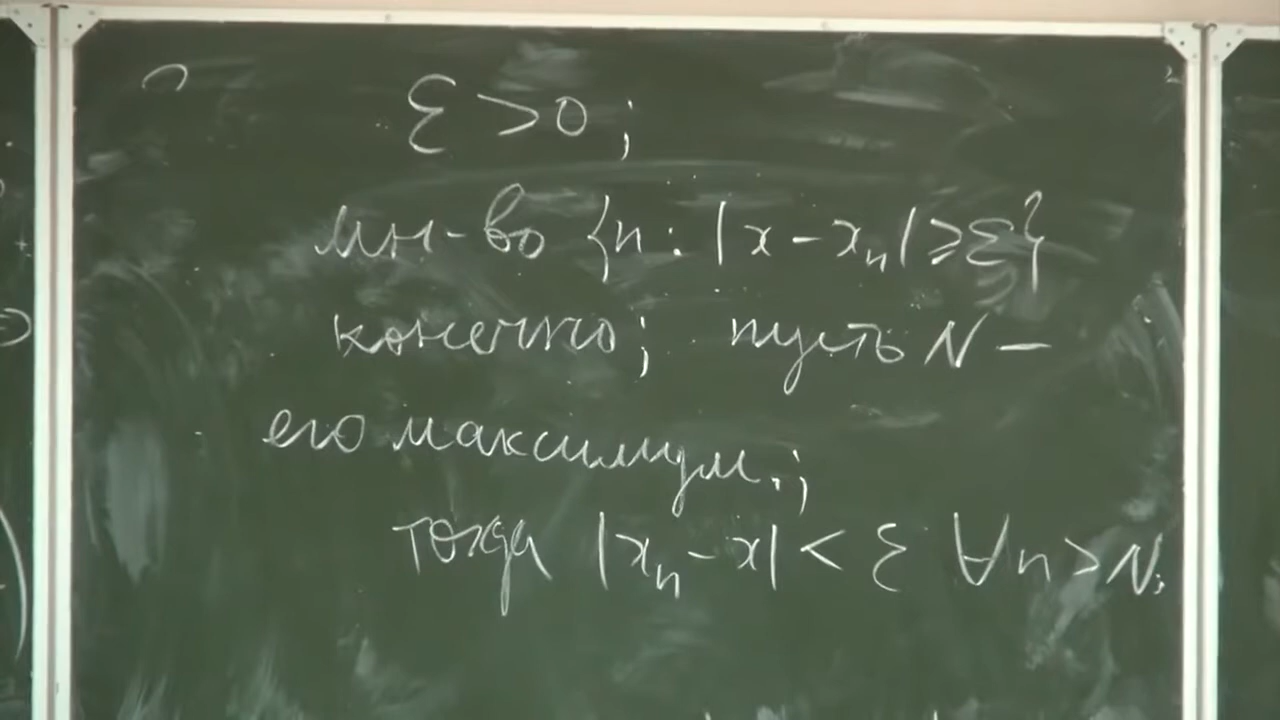 ε > 0 ;
мн-во {n : |x - xₙ| ≥ ε}
конечно; пусть N —
его максимум.;
тогда |xₙ - x| < ε ∀n > N;